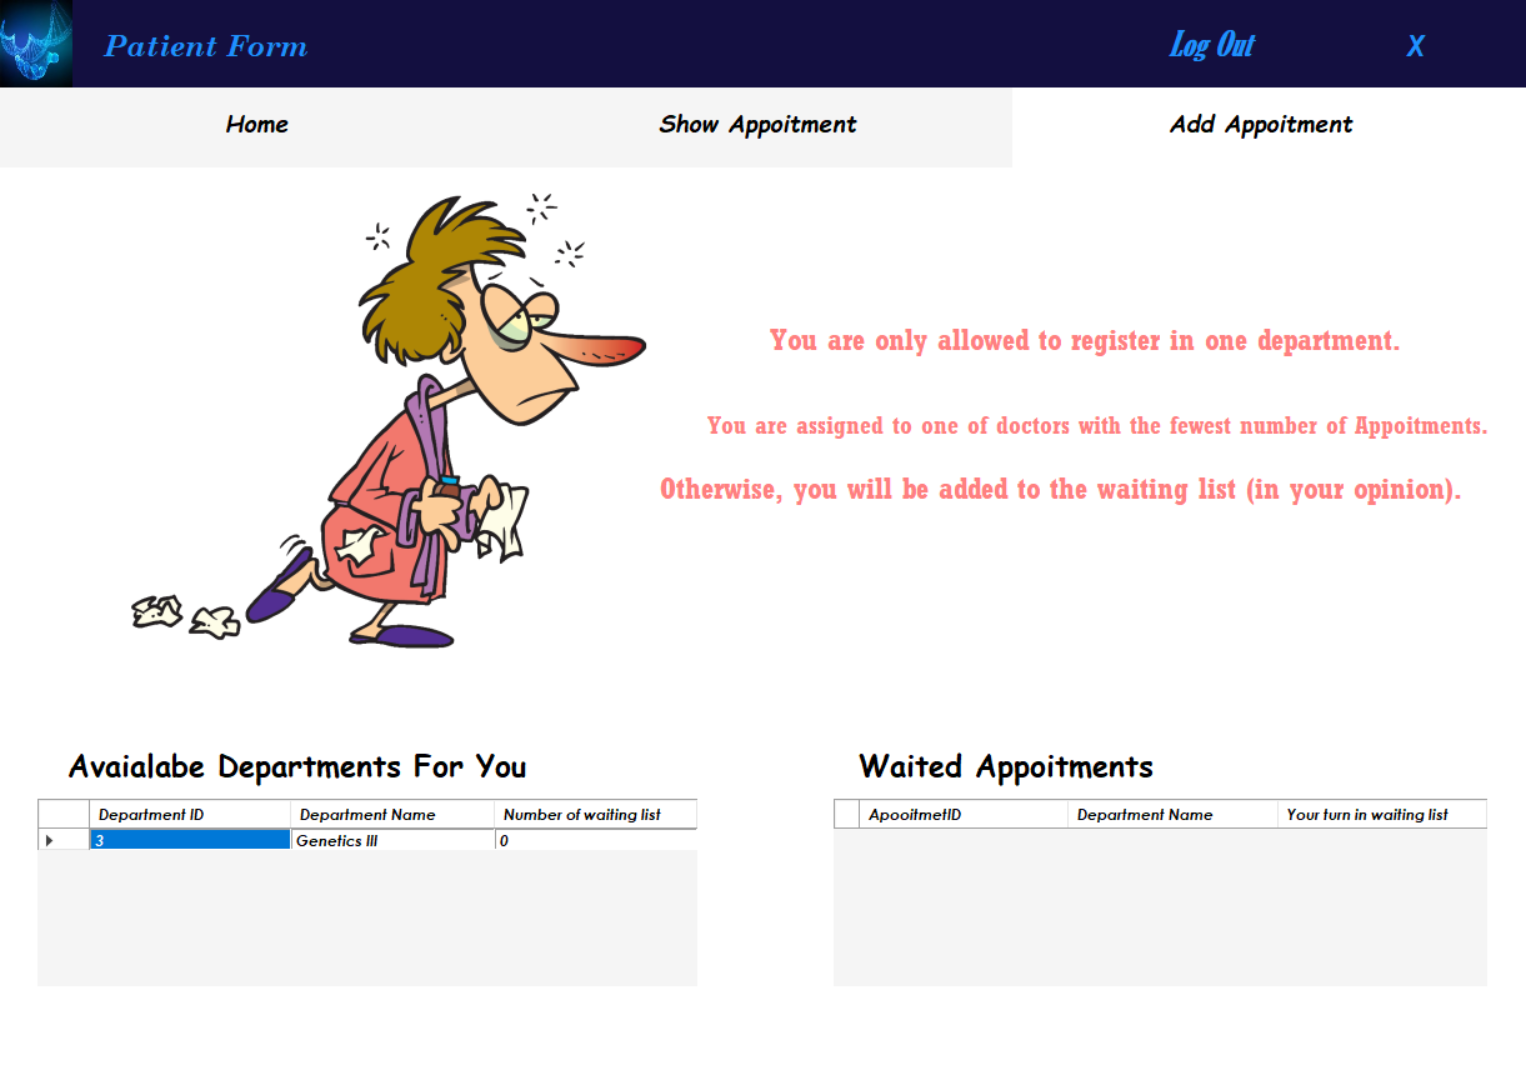 Patient Form
Log Out
X
Home
Show Appoitment
Add Appoitment
You are only allowed to register in one department.
You are assigned to one of doctors with the fewest number of Appoitments.
Otherwise, you will be added to the waiting list (in your opinion).
Avaialabe Departments For You
Department ID
Department Name
Number of waiting list
3
Genetics III
0
Waited Appoitments
ApooitmetID
Department Name
Your turn in waiting list